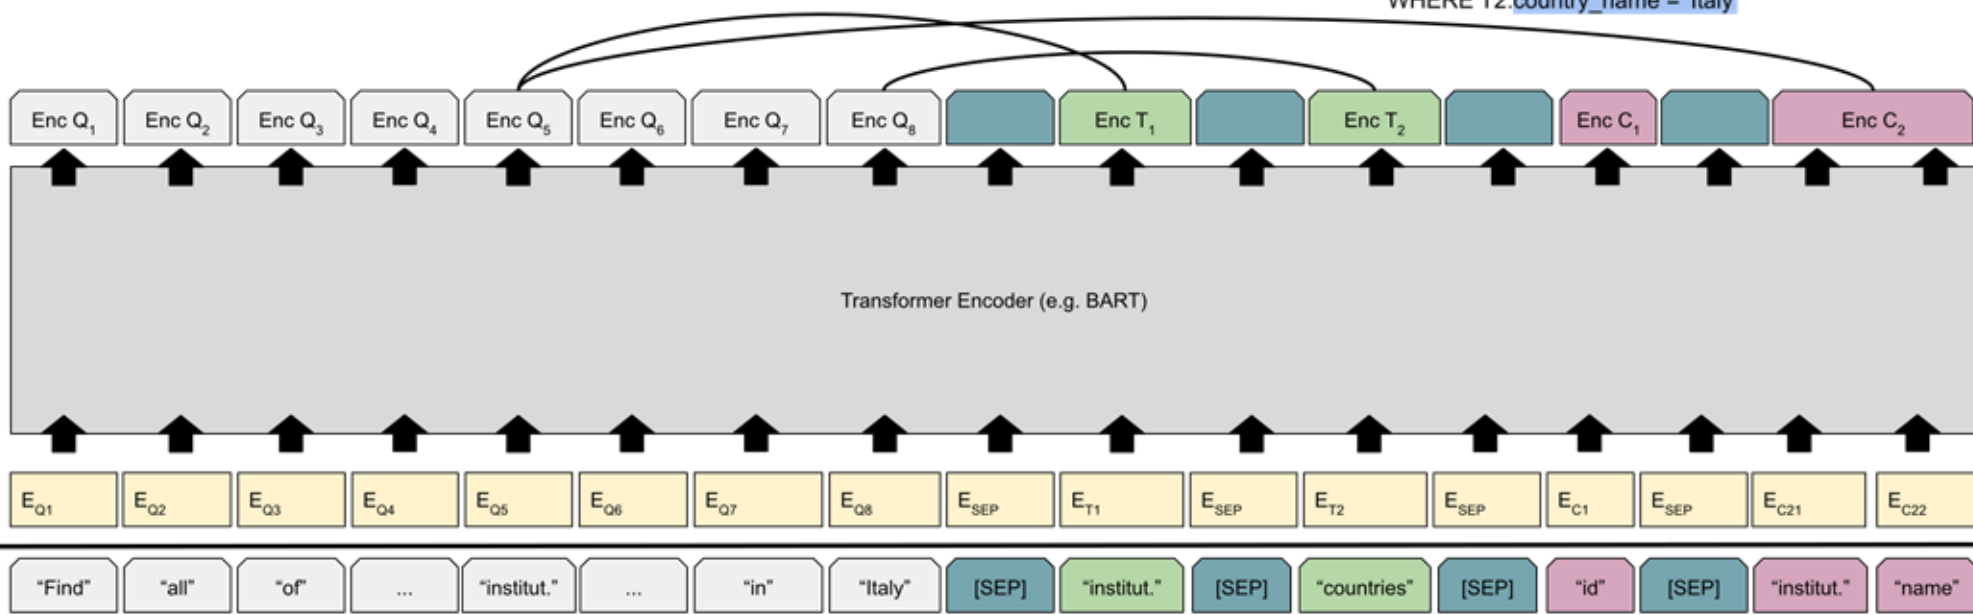 WHERE T2.country_name = "Italy"
Enc Q1 Enc Q2 Enc Q3 Enc Q4 Enc Q5 Enc Q6 Enc Q7 Enc Q8 Enc T1 Enc T2 Enc C1 Enc C2
Transformer Encoder (e.g. BART)
EQ1 EQ2 EQ3 EQ4 EQ5 EQ6 EQ7 EQ8 ESEP ET1 ESEP ET2 ESEP EC1 ESEP EC21 EC22
“Find” “all” “of” ... “institut.” ... “in” “Italy” [SEP] “institut.” [SEP] “countries” [SEP] “id” [SEP] “institut.” “name”